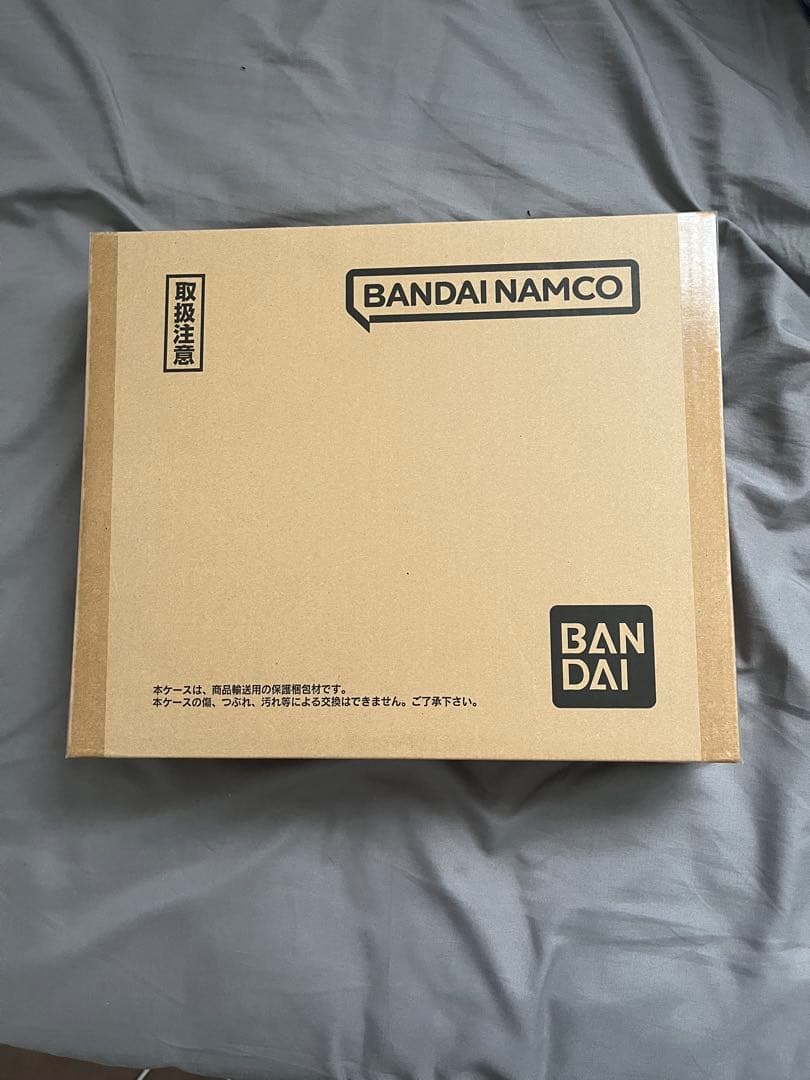 取扱注意
BANDAI NAMCO
BAN
DAI
本ケースは、商品輸送用の保護梱包材です。
本ケースの傷、つぶれ、汚れ等による交換はできません。ご了承下さい。